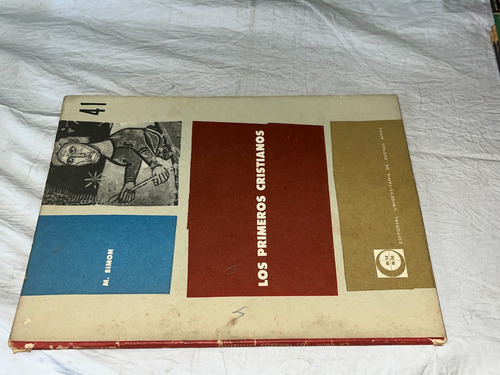 41
M. SIMON
LOS PRIMEROS CRISTIANOS
EDITORIAL UNIVERSITARIA DE BUENOS AIRES